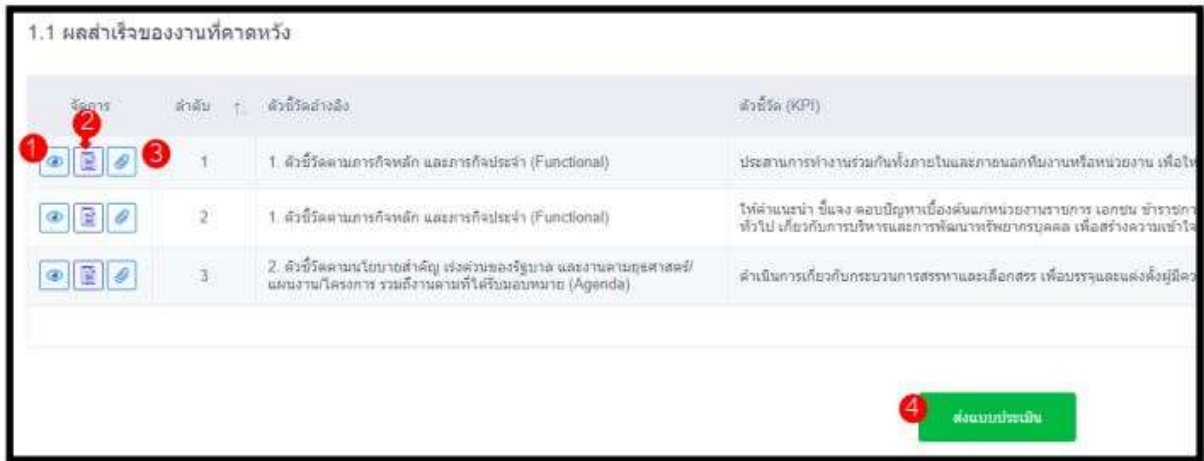 1.1 ผลสำเร็จของงานที่คาดหวัง
จัดการ ลำดับ ตัวชี้วัดอ้างอิง ตัวชี้วัด (KPI)
2
1 3 1 1. ตัวชี้วัดตามภารกิจหลัก และภารกิจประจำ (Functional) ประสานการทำงานร่วมกันทั้งภายในและภายนอกทีมงานหรือหน่วยงาน เพื่อให้
2 1. ตัวชี้วัดตามภารกิจหลัก และภารกิจประจำ (Functional) ให้คำแนะนำ ชี้แจง ตอบปัญหาเบื้องต้นแก่หน่วยงานราชการ เอกชน ข้าราชกา
ทั่วไป เกี่ยวกับการบริหารและการพัฒนาทรัพยากรบุคคล เพื่อสร้างความเข้าใ
3 2. ตัวชี้วัดตามนโยบายสำคัญ เร่งด่วนของรัฐบาล และงานตามยุธศาสตร์/ ดำเนินการเกี่ยวกับกระบวนการสรรหาและเลือกสรร เพื่อบรรจุและแต่งตั้งผู้มีคว
แผนงาน/โครงการ รวมถึงงานตามที่ได้รับมอบหมาย (Agenda)
4 ส่งแบบประเมิน